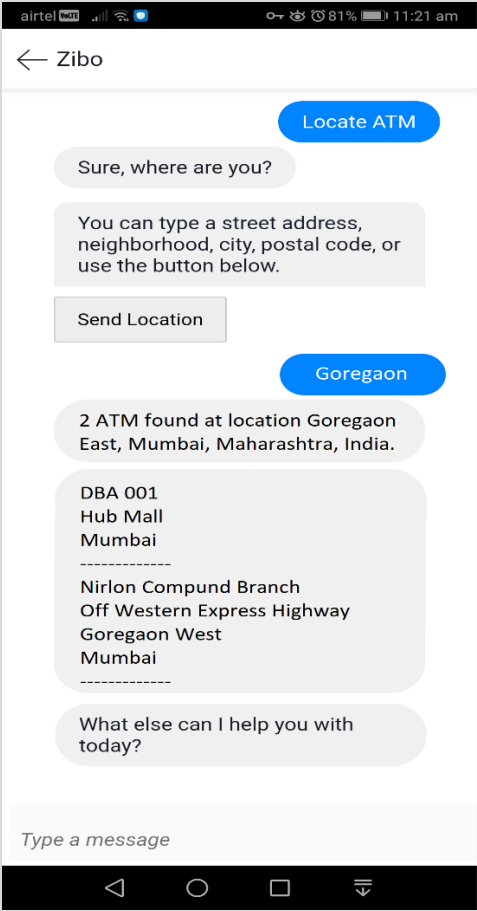 airtel VoLTE 81% 11:21 am
Zibo
Locate ATM
Sure, where are you?
You can type a street address,
neighborhood, city, postal code, or
use the button below.
Send Location
Goregaon
2 ATM found at location Goregaon
East, Mumbai, Maharashtra, India.
DBA 001
Hub Mall
Mumbai
-------------
Nirlon Compund Branch
Off Western Express Highway
Goregaon West
Mumbai
-------------
What else can I help you with
today?
Type a message